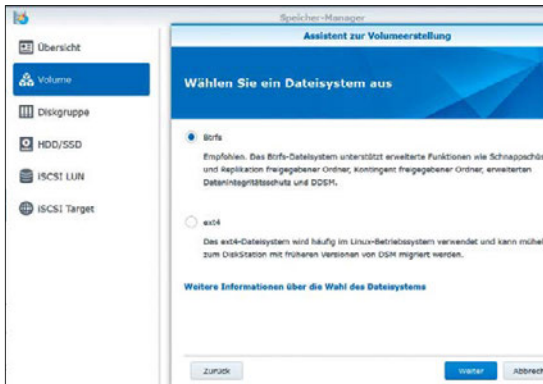 Speicher-Manager
Assistent zur Volumeerstellung
Übersicht
Volume
Diskgruppe
HDD/SSD
iSCSI LUN
iSCSI Target
Wählen Sie ein Dateisystem aus
Btrfs
Empfohlen. Das Btrfs-Dateisystem unterstützt erweiterte Funktionen wie Schnappschüs
und Replikation freigegebener Ordner, Kontingent freigegebener Ordner, erweiterten
Datenintegritätsschutz und DDSM.
ext4
Das ext4-Dateisystem wird häufig im Linux-Betriebssystem verwendet und kann mühel
zum DiskStation mit früheren Versionen von DSM migriert werden.
Weitere Informationen über die Wahl des Dateisystems
Zurück
Weiter
Abbrech